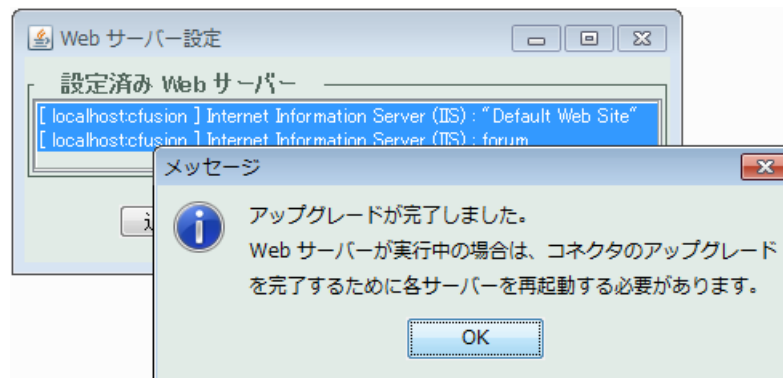 Web サーバー設定
設定済み Web サーバー
[ localhost:cfusion ] Internet Information Server (IIS) : "Default Web Site"
[ localhost:cfusion ] Internet Information Server (IIS) : forum
メッセージ
アップグレードが完了しました。
Web サーバーが実行中の場合は、コネクタのアップグレード
を完了するために各サーバーを再起動する必要があります。
OK